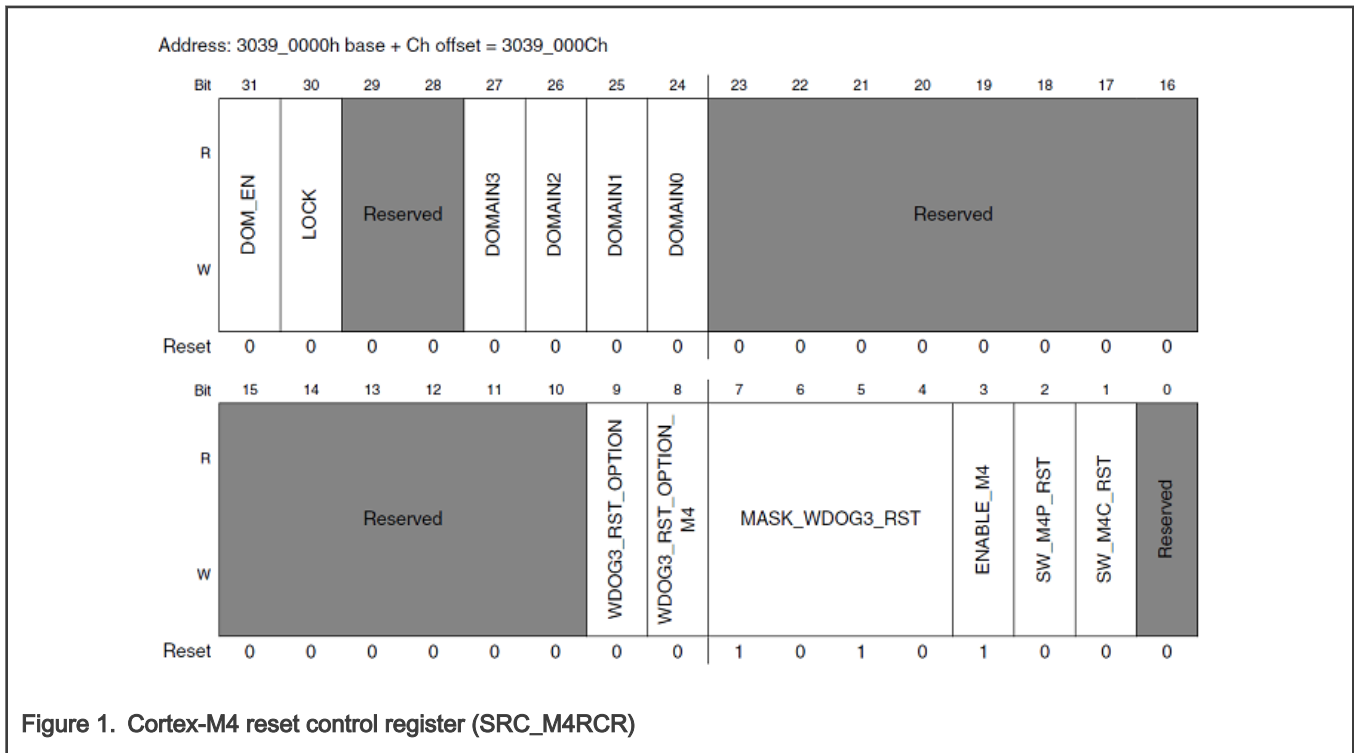 Address: 3039_0000h base + Ch offset = 3039_000Ch
Bit 31 30 29 28 27 26 25 24 23 22 21 20 19 18 17 16
R
W
DOM_EN
LOCK
Reserved
DOMAIN3
DOMAIN2
DOMAIN1
DOMAIN0
Reserved
Reset 0 0 0 0 0 0 0 0 0 0 0 0 0 0 0 0
Bit 15 14 13 12 11 10 9 8 7 6 5 4 3 2 1 0
R
W
Reserved
WDOG3_RST_OPTION
WDOG3_RST_OPTION_
M4
MASK_WDOG3_RST
ENABLE_M4
SW_M4P_RST
SW_M4C_RST
Reserved
Reset 0 0 0 0 0 0 0 0 1 0 1 0 1 0 0 0
Figure 1. Cortex-M4 reset control register (SRC_M4RCR)